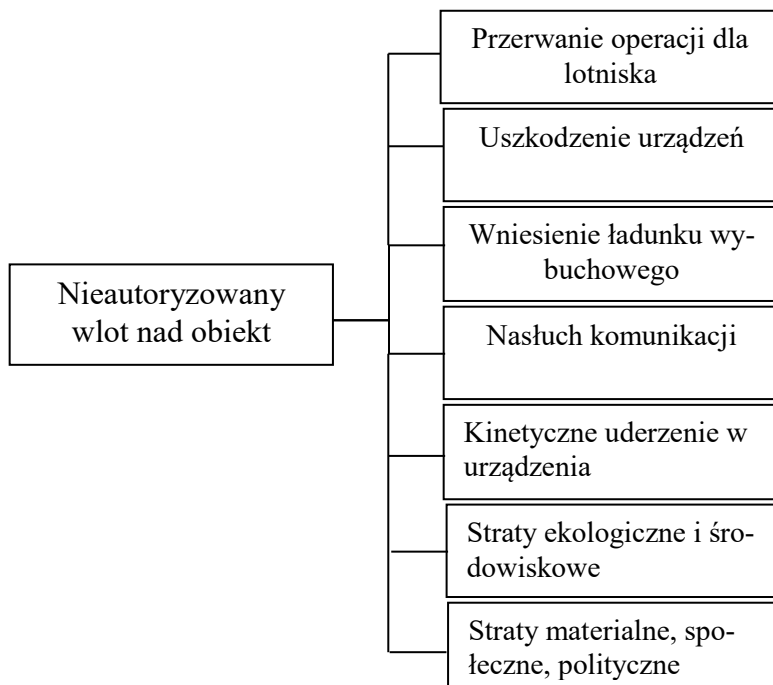 Przerwanie operacji dla
lotniska
Uszkodzenie urządzeń
Wniesienie ładunku wy-
buchowego
Nieautoryzowany
wlot nad obiekt
Nasłuch komunikacji
Kinetyczne uderzenie w
urządzenia
Straty ekologiczne i śro-
dowiskowe
Straty materialne, spo-
łeczne, polityczne